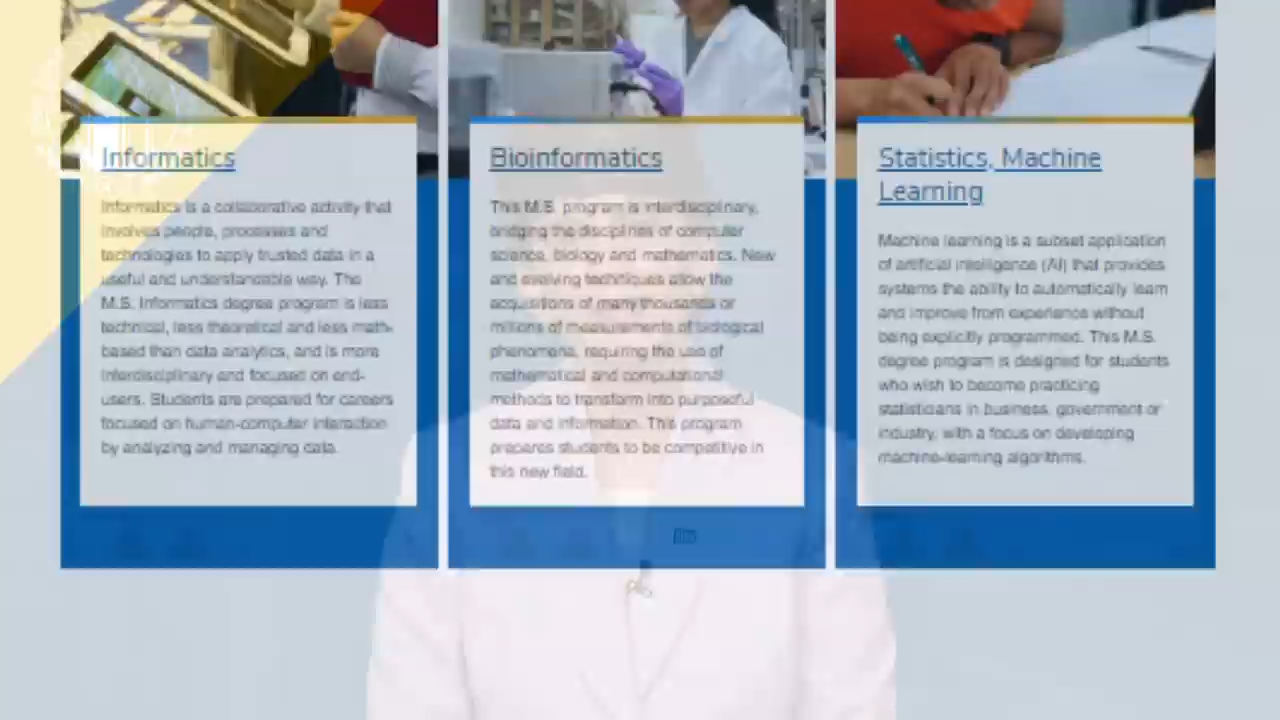 Informatics
Informatics is a collaborative activity that
involves people, processes and
technologies to apply trusted data in a
useful and understandable way. The
M.S. Informatics degree program is less
technical, less theoretical and less math-
based than data analytics, and is more
interdisciplinary and focused on end-
users. Students are prepared for careers
focused on human-computer interaction
by analyzing and managing data.
Bioinformatics
This M.S. program is interdisciplinary,
bridging the disciplines of computer
science, biology and mathematics. New
and evolving techniques allow the
acquisitions of many thousands or
millions of measurements of biological
phenomena, requiring the use of
mathematical and computational
methods to transform into purposeful
data and information. This program
prepares students to be competitive in
this new field.
Statistics, Machine
Learning
Machine learning is a subset application
of artificial intelligence (AI) that provides
systems the ability to automatically learn
and improve from experience without
being explicitly programmed. This M.S.
degree program is designed for students
who wish to become practicing
statisticians in business, government or
industry, with a focus on developing
machine-learning algorithms.